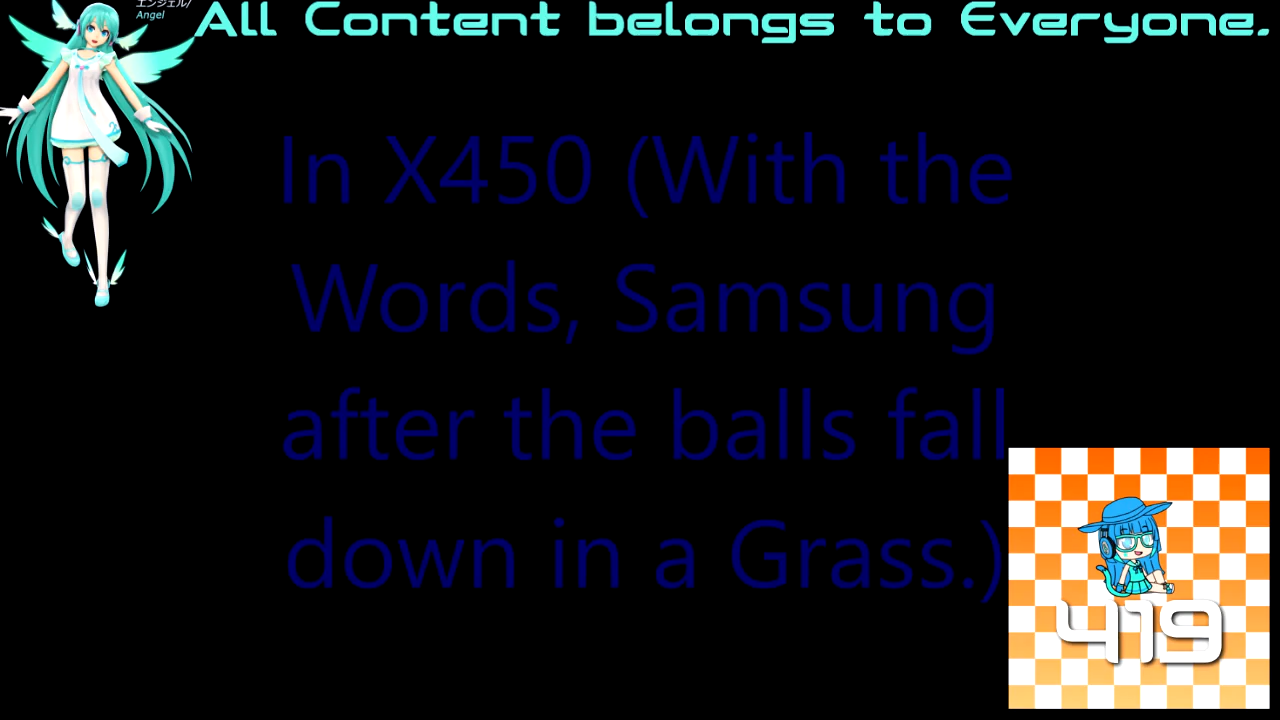 エンジェル/
Angel
All Content belongs to Everyone.
In X450 (With the
Words, Samsung
after the balls fall
down in a Grass.)
419